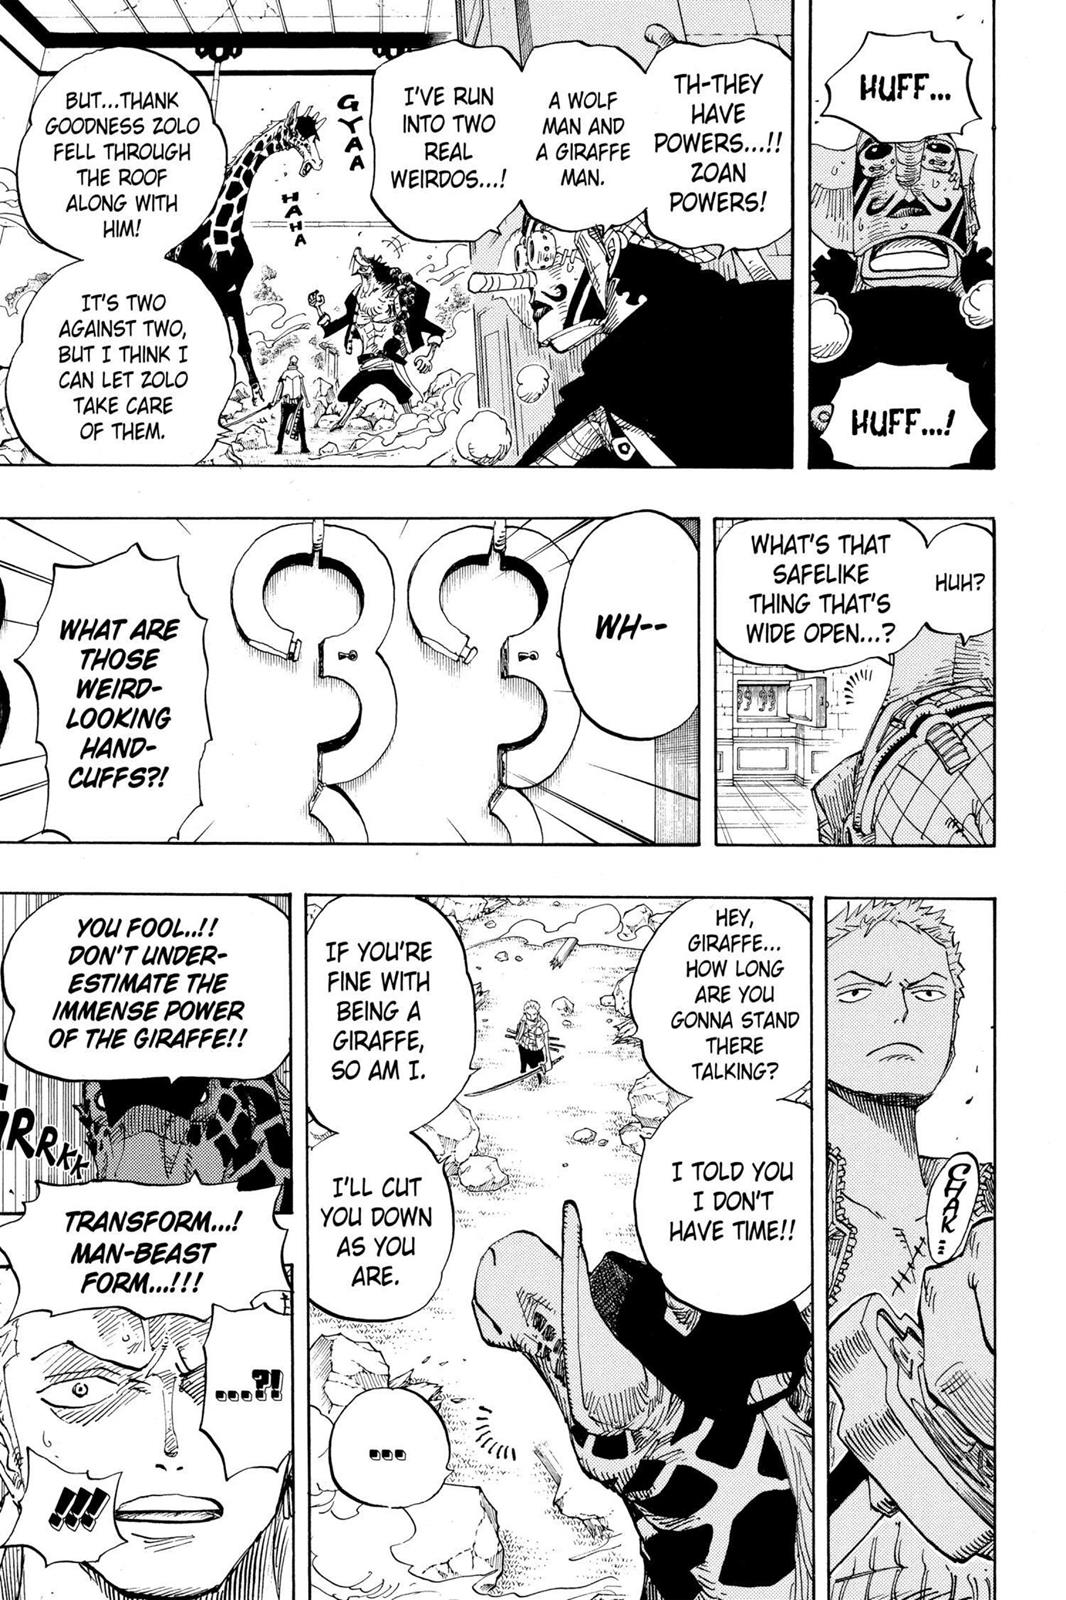 HUFF...
HUFF...!
TH-THEY
HAVE
POWERS...!!
ZOAN
POWERS!
A WOLF
MAN AND
A GIRAFFE
MAN.
I'VE RUN
INTO TWO
REAL
WEIRDOS...!
GYAA
HAHA
BUT...THANK
GOODNESS ZOLO
FELL THROUGH
THE ROOF
ALONG WITH
HIM!
IT'S TWO
AGAINST TWO,
BUT I THINK I
CAN LET ZOLO
TAKE CARE
OF THEM.
HUH?
WHAT'S THAT
SAFELIKE
THING THAT'S
WIDE OPEN...?
WH--
WHAT ARE
THOSE
WEIRD-
LOOKING
HAND-
CUFFS?!
CHAK...
HEY,
GIRAFFE...
HOW LONG
ARE YOU
GONNA STAND
THERE
TALKING?
I TOLD YOU
I DON'T
HAVE TIME!!
IF YOU'RE
FINE WITH
BEING A
GIRAFFE,
SO AM I.
I'LL CUT
YOU DOWN
AS YOU
ARE.
...
YOU FOOL..!!
DON'T UNDER-
ESTIMATE THE
IMMENSE POWER
OF THE GIRAFFE!!
GRRRKK
TRANSFORM...!
MAN-BEAST
FORM...!!!
....?!
!!!